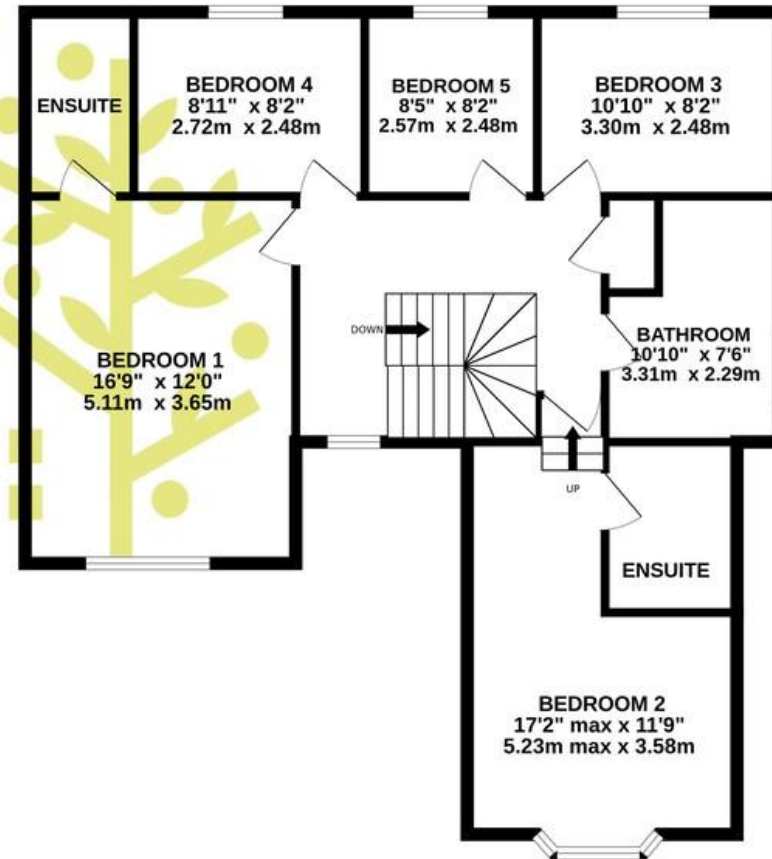 ENSUITE
BEDROOM 4
8'11" x 8'2"
2.72m x 2.48m
BEDROOM 5
8'5" x 8'2"
2.57m x 2.48m
BEDROOM 3
10'10" x 8'2"
3.30m x 2.48m
DOWN
BEDROOM 1
16'9" x 12'0"
5.11m x 3.65m
BATHROOM
10'10" x 7'6"
3.31m x 2.29m
UP
ENSUITE
BEDROOM 2
17'2" max x 11'9"
5.23m max x 3.58m